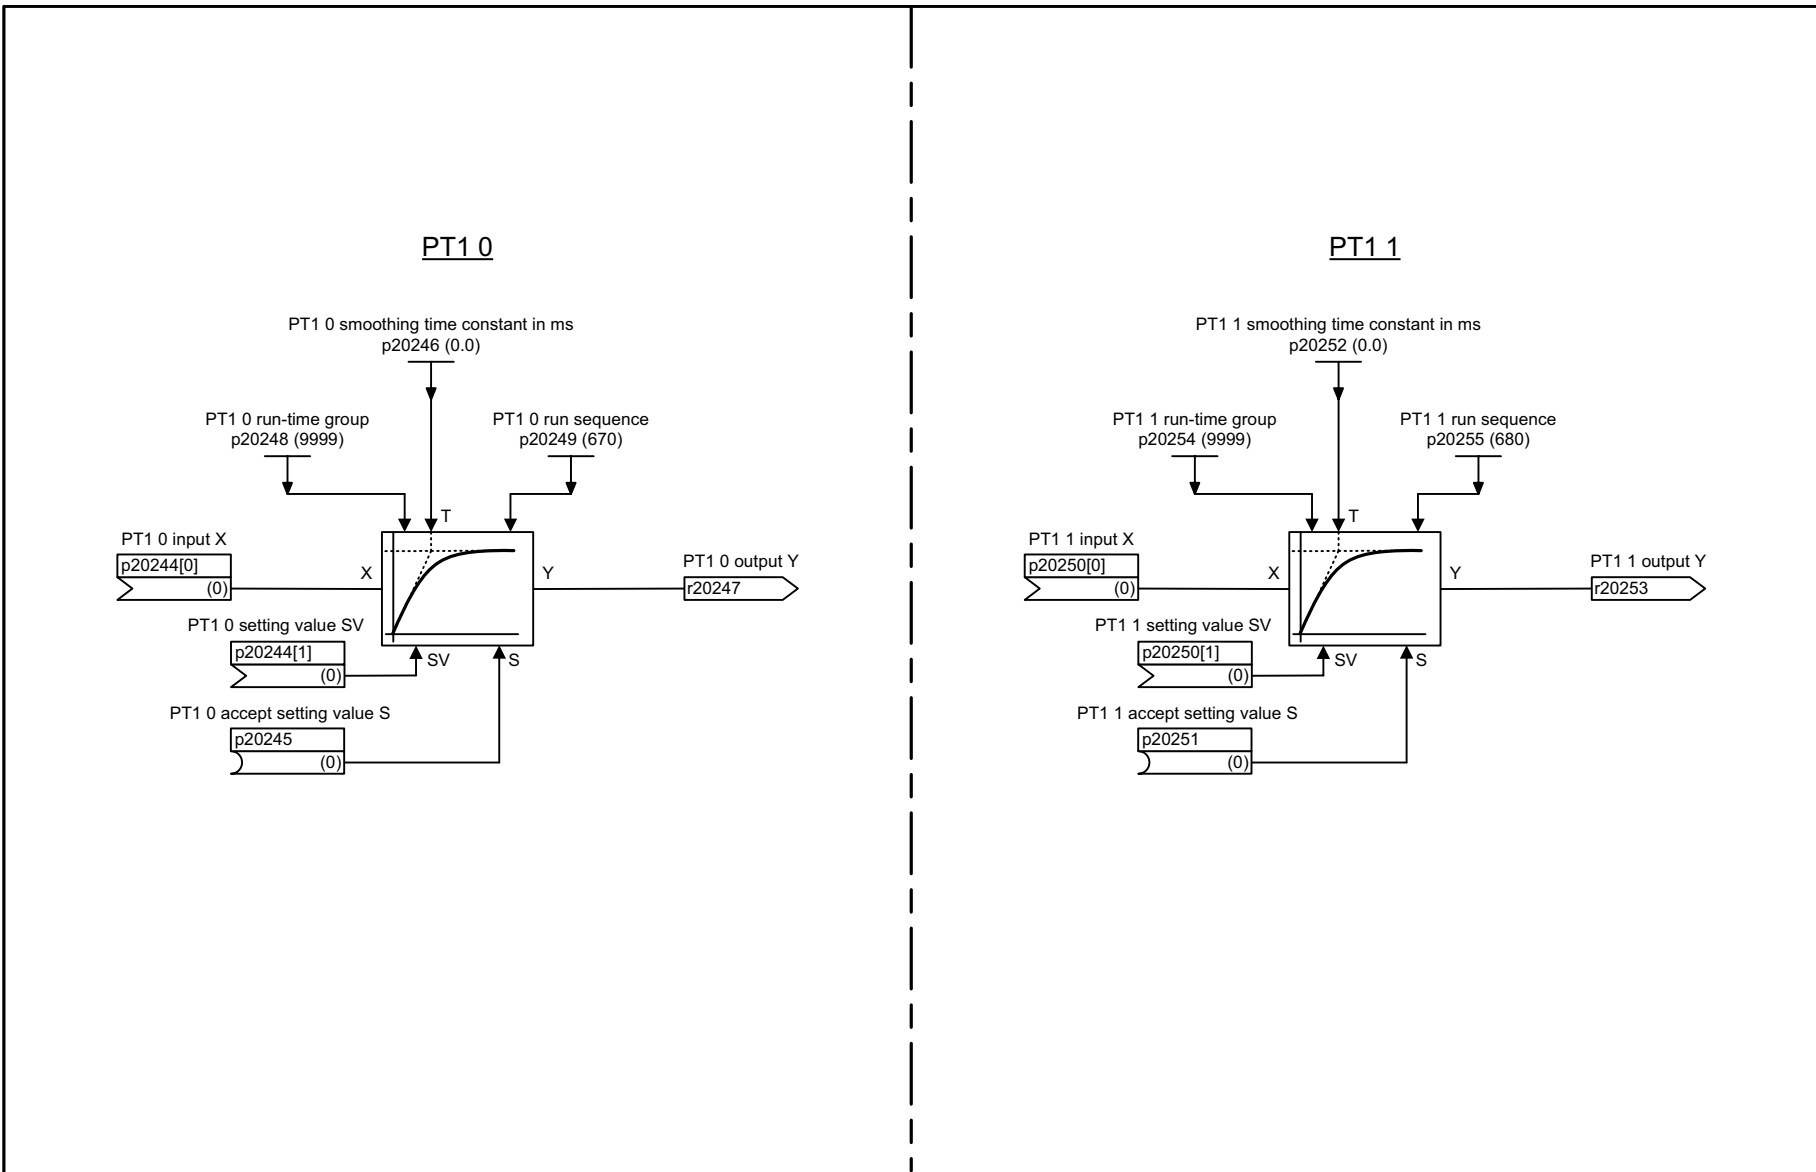 PT1 0
PT1 0 smoothing time constant in ms
p20246 (0.0)
PT1 0 run-time group
p20248 (9999)
PT1 0 run sequence
p20249 (670)
T
PT1 0 input X
p20244[0]
(0)
X
Y
PT1 0 output Y
r20247
PT1 0 setting value SV
p20244[1]
(0)
SV
S
PT1 0 accept setting value S
p20245
(0)
PT1 1
PT1 1 smoothing time constant in ms
p20252 (0.0)
PT1 1 run-time group
p20254 (9999)
PT1 1 run sequence
p20255 (680)
T
PT1 1 input X
p20250[0]
(0)
X
Y
PT1 1 output Y
r20253
PT1 1 setting value SV
p20250[1]
(0)
SV
S
PT1 1 accept setting value S
p20251
(0)